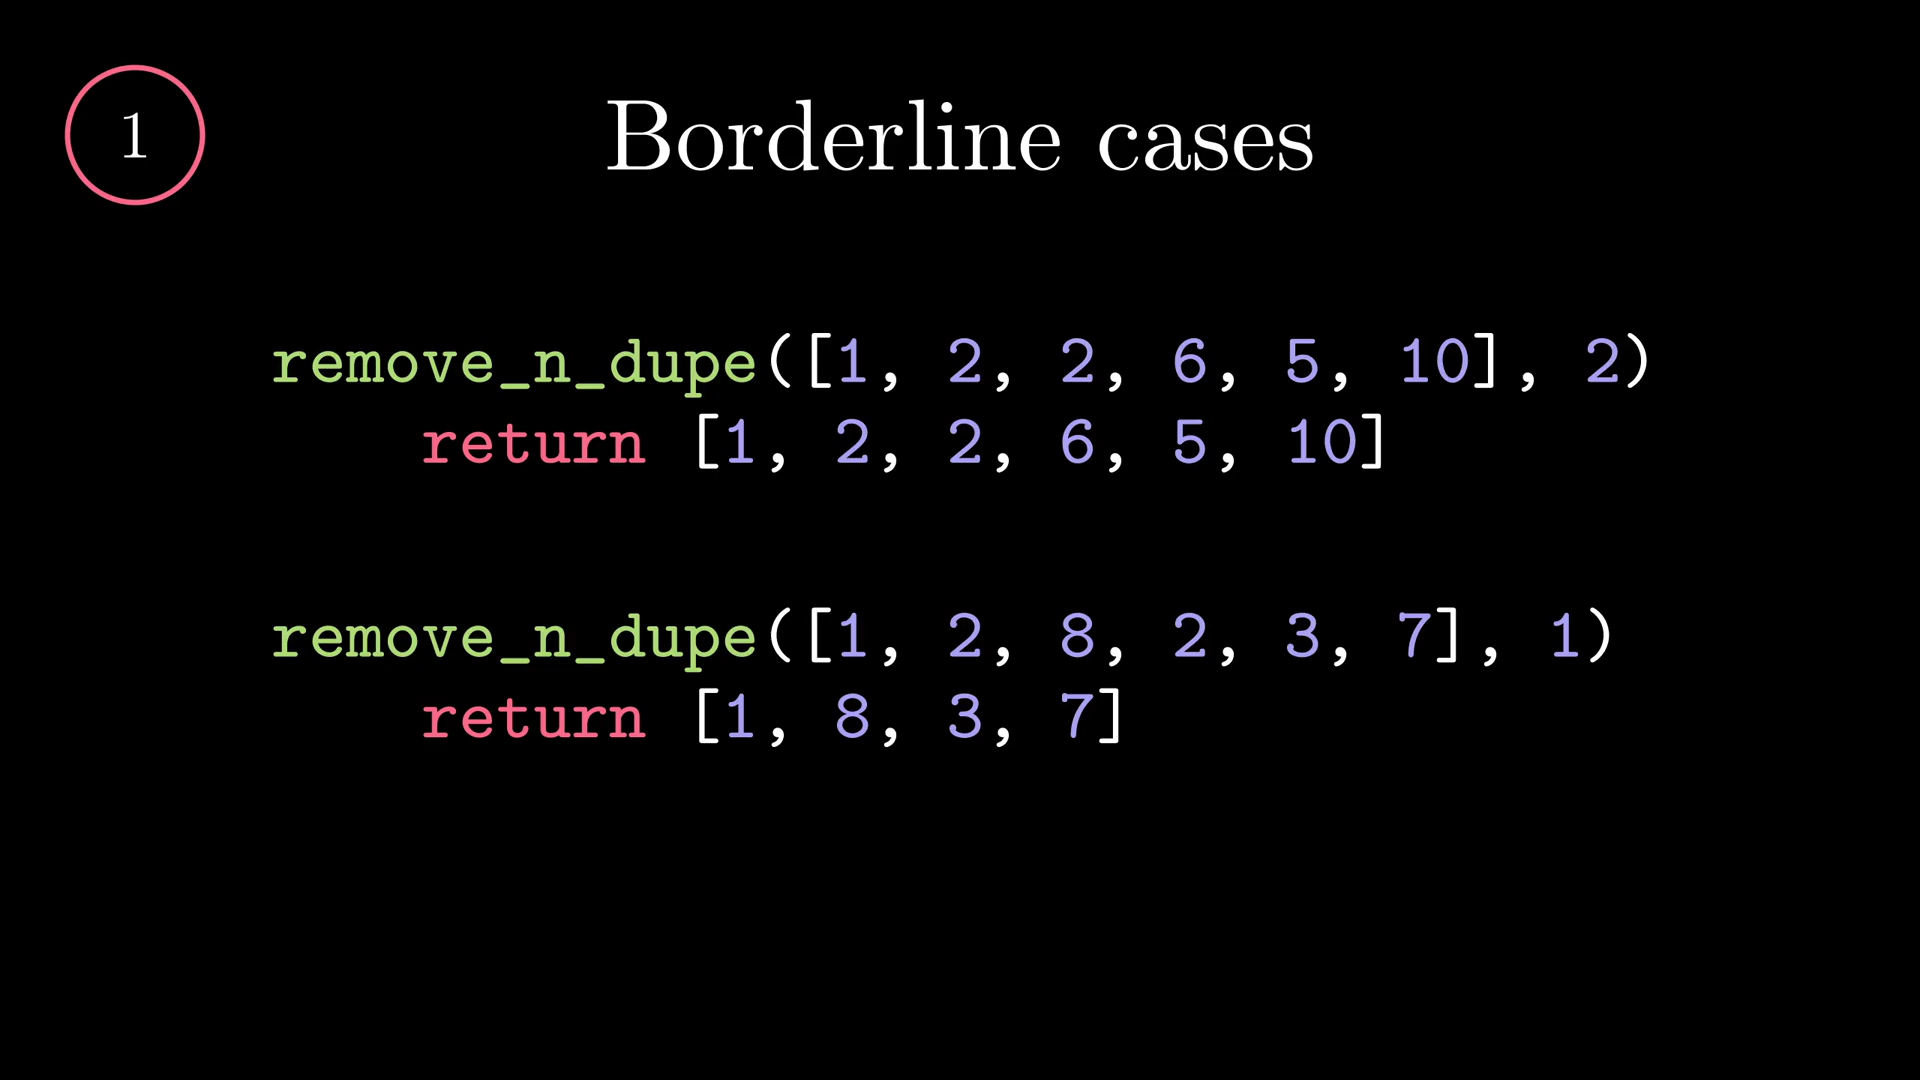 1
Borderline cases
remove_n_dupe([1, 2, 2, 6, 5, 10], 2)
return [1, 2, 2, 6, 5, 10]
remove_n_dupe([1, 2, 8, 2, 3, 7], 1)
return [1, 8, 3, 7]